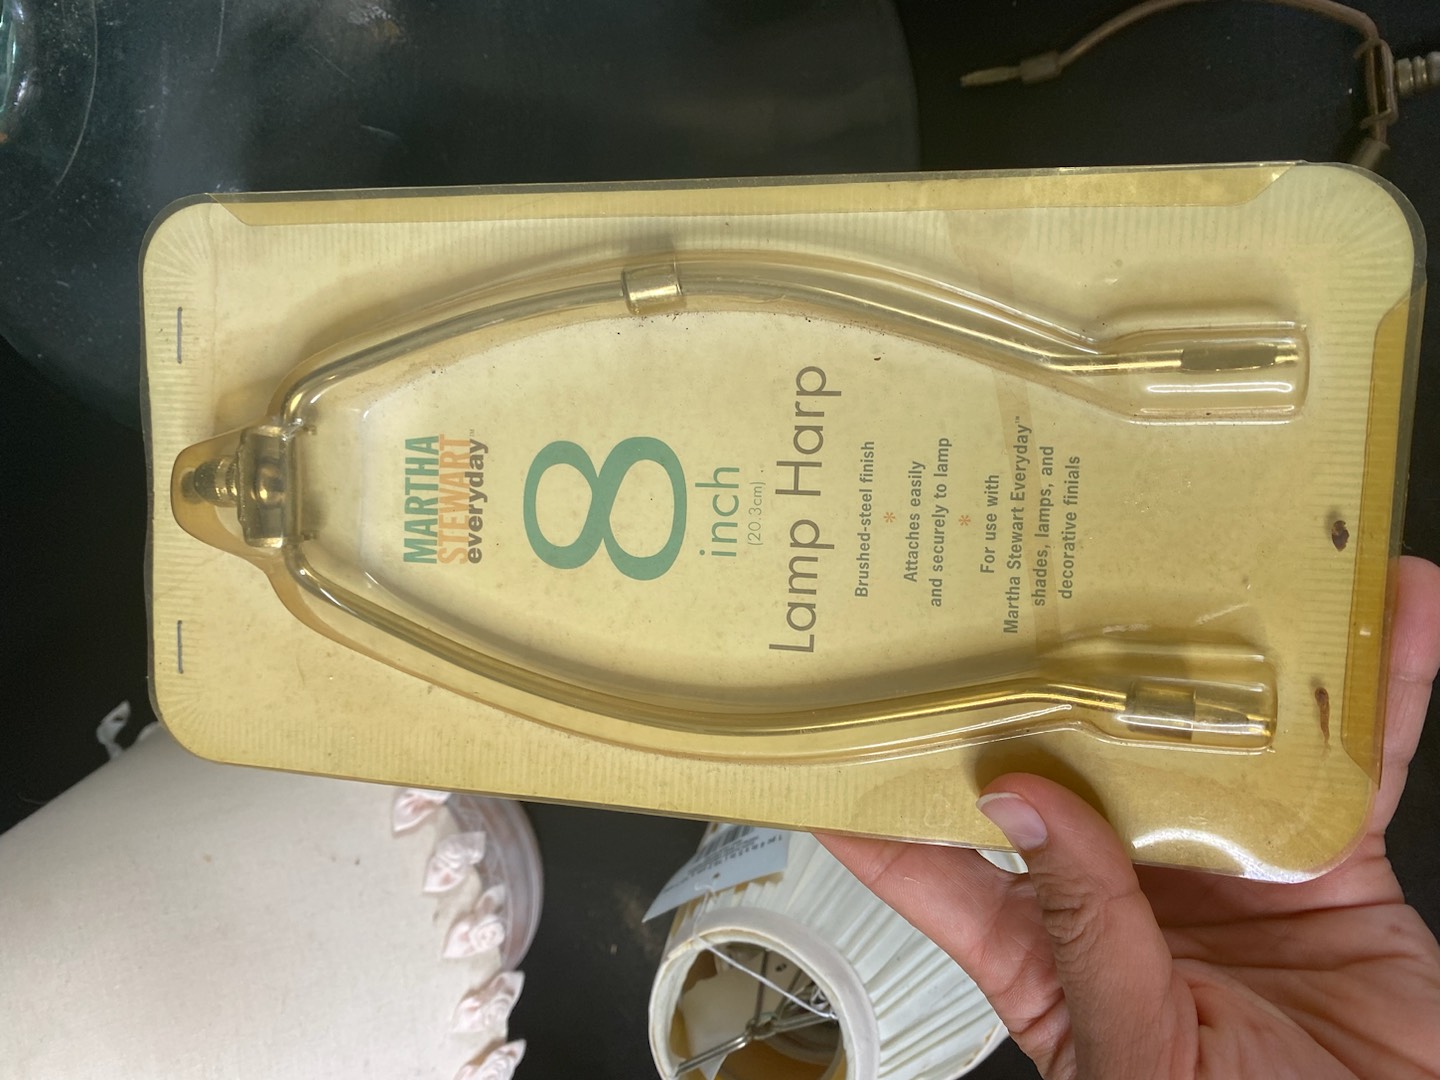 MARTHA
STEWART
everyday™
8
inch
(20.3cm)
Lamp Harp
Brushed-steel finish
*
Attaches easily
and securely to lamp
*
For use with
Martha Stewart Everyday™
shades, lamps, and
decorative finials